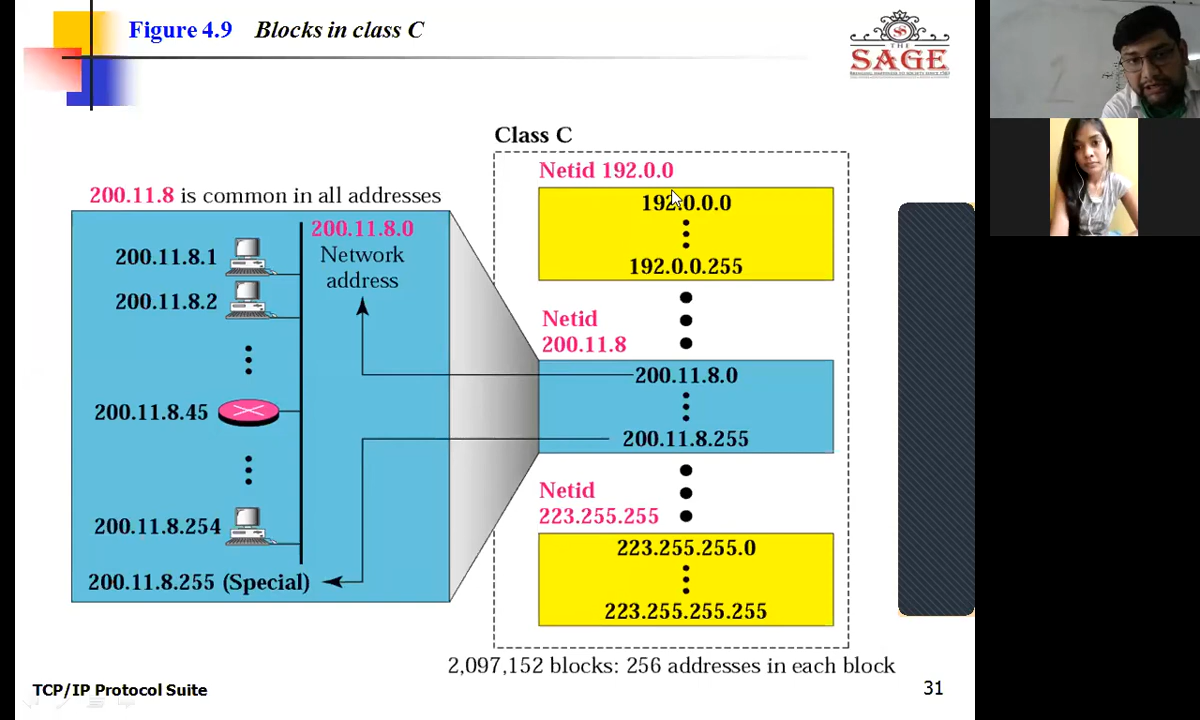 Figure 4.9 Blocks in class C
THE
SAGE
200.11.8 is common in all addresses
200.11.8.0
Network
address
200.11.8.1
200.11.8.2
200.11.8.45
200.11.8.254
200.11.8.255 (Special)
Class C
Netid 192.0.0
192.0.0.0
192.0.0.255
Netid
200.11.8
200.11.8.0
200.11.8.255
Netid
223.255.255
223.255.255.0
223.255.255.255
2,097,152 blocks: 256 addresses in each block
TCP/IP Protocol Suite
31